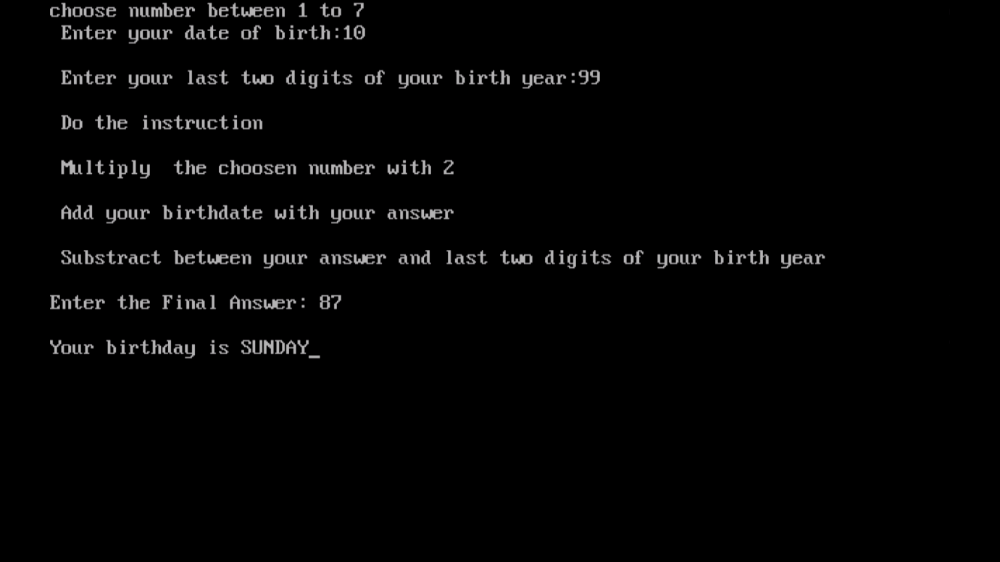 choose number between 1 to 7
Enter your date of birth:10
Enter your last two digits of your birth year:99
Do the instruction
Multiply  the choosen number with 2
Add your birthdate with your answer
Substract between your answer and last two digits of your birth year
Enter the Final Answer: 87
Your birthday is SUNDAY_